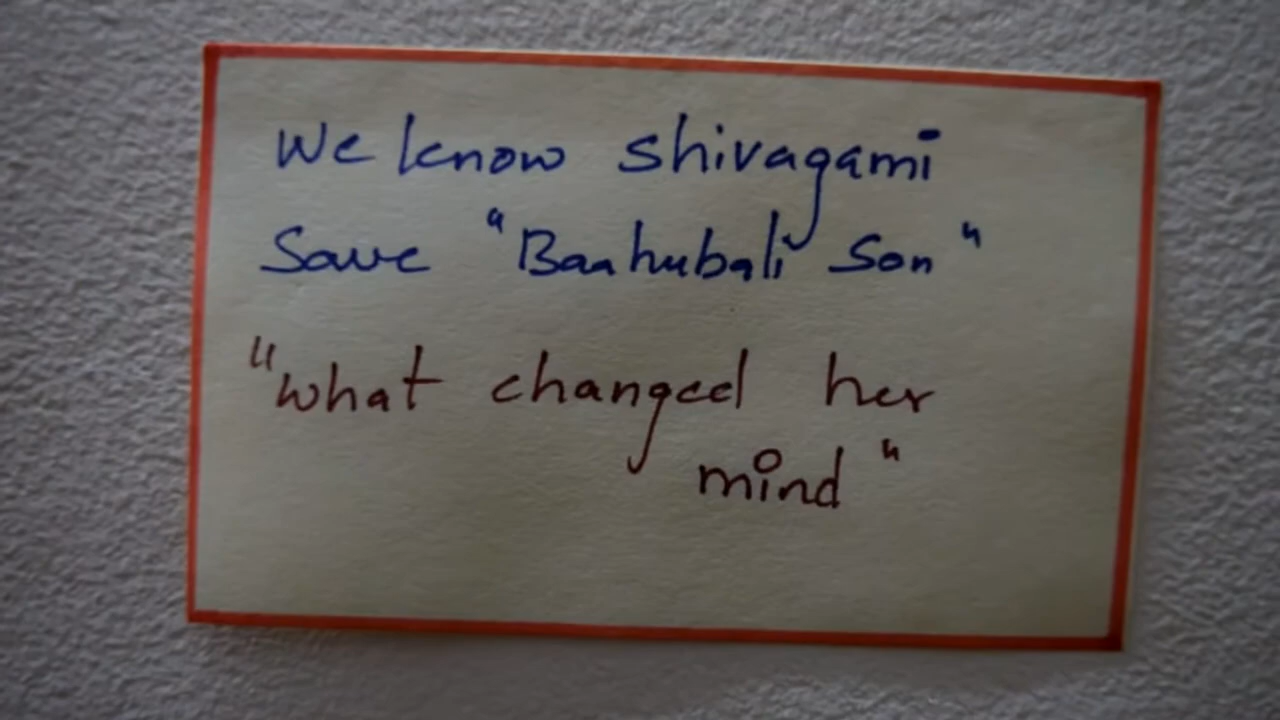 We know shivagami
Save "Baahubali Son"
"what changed her
mind"